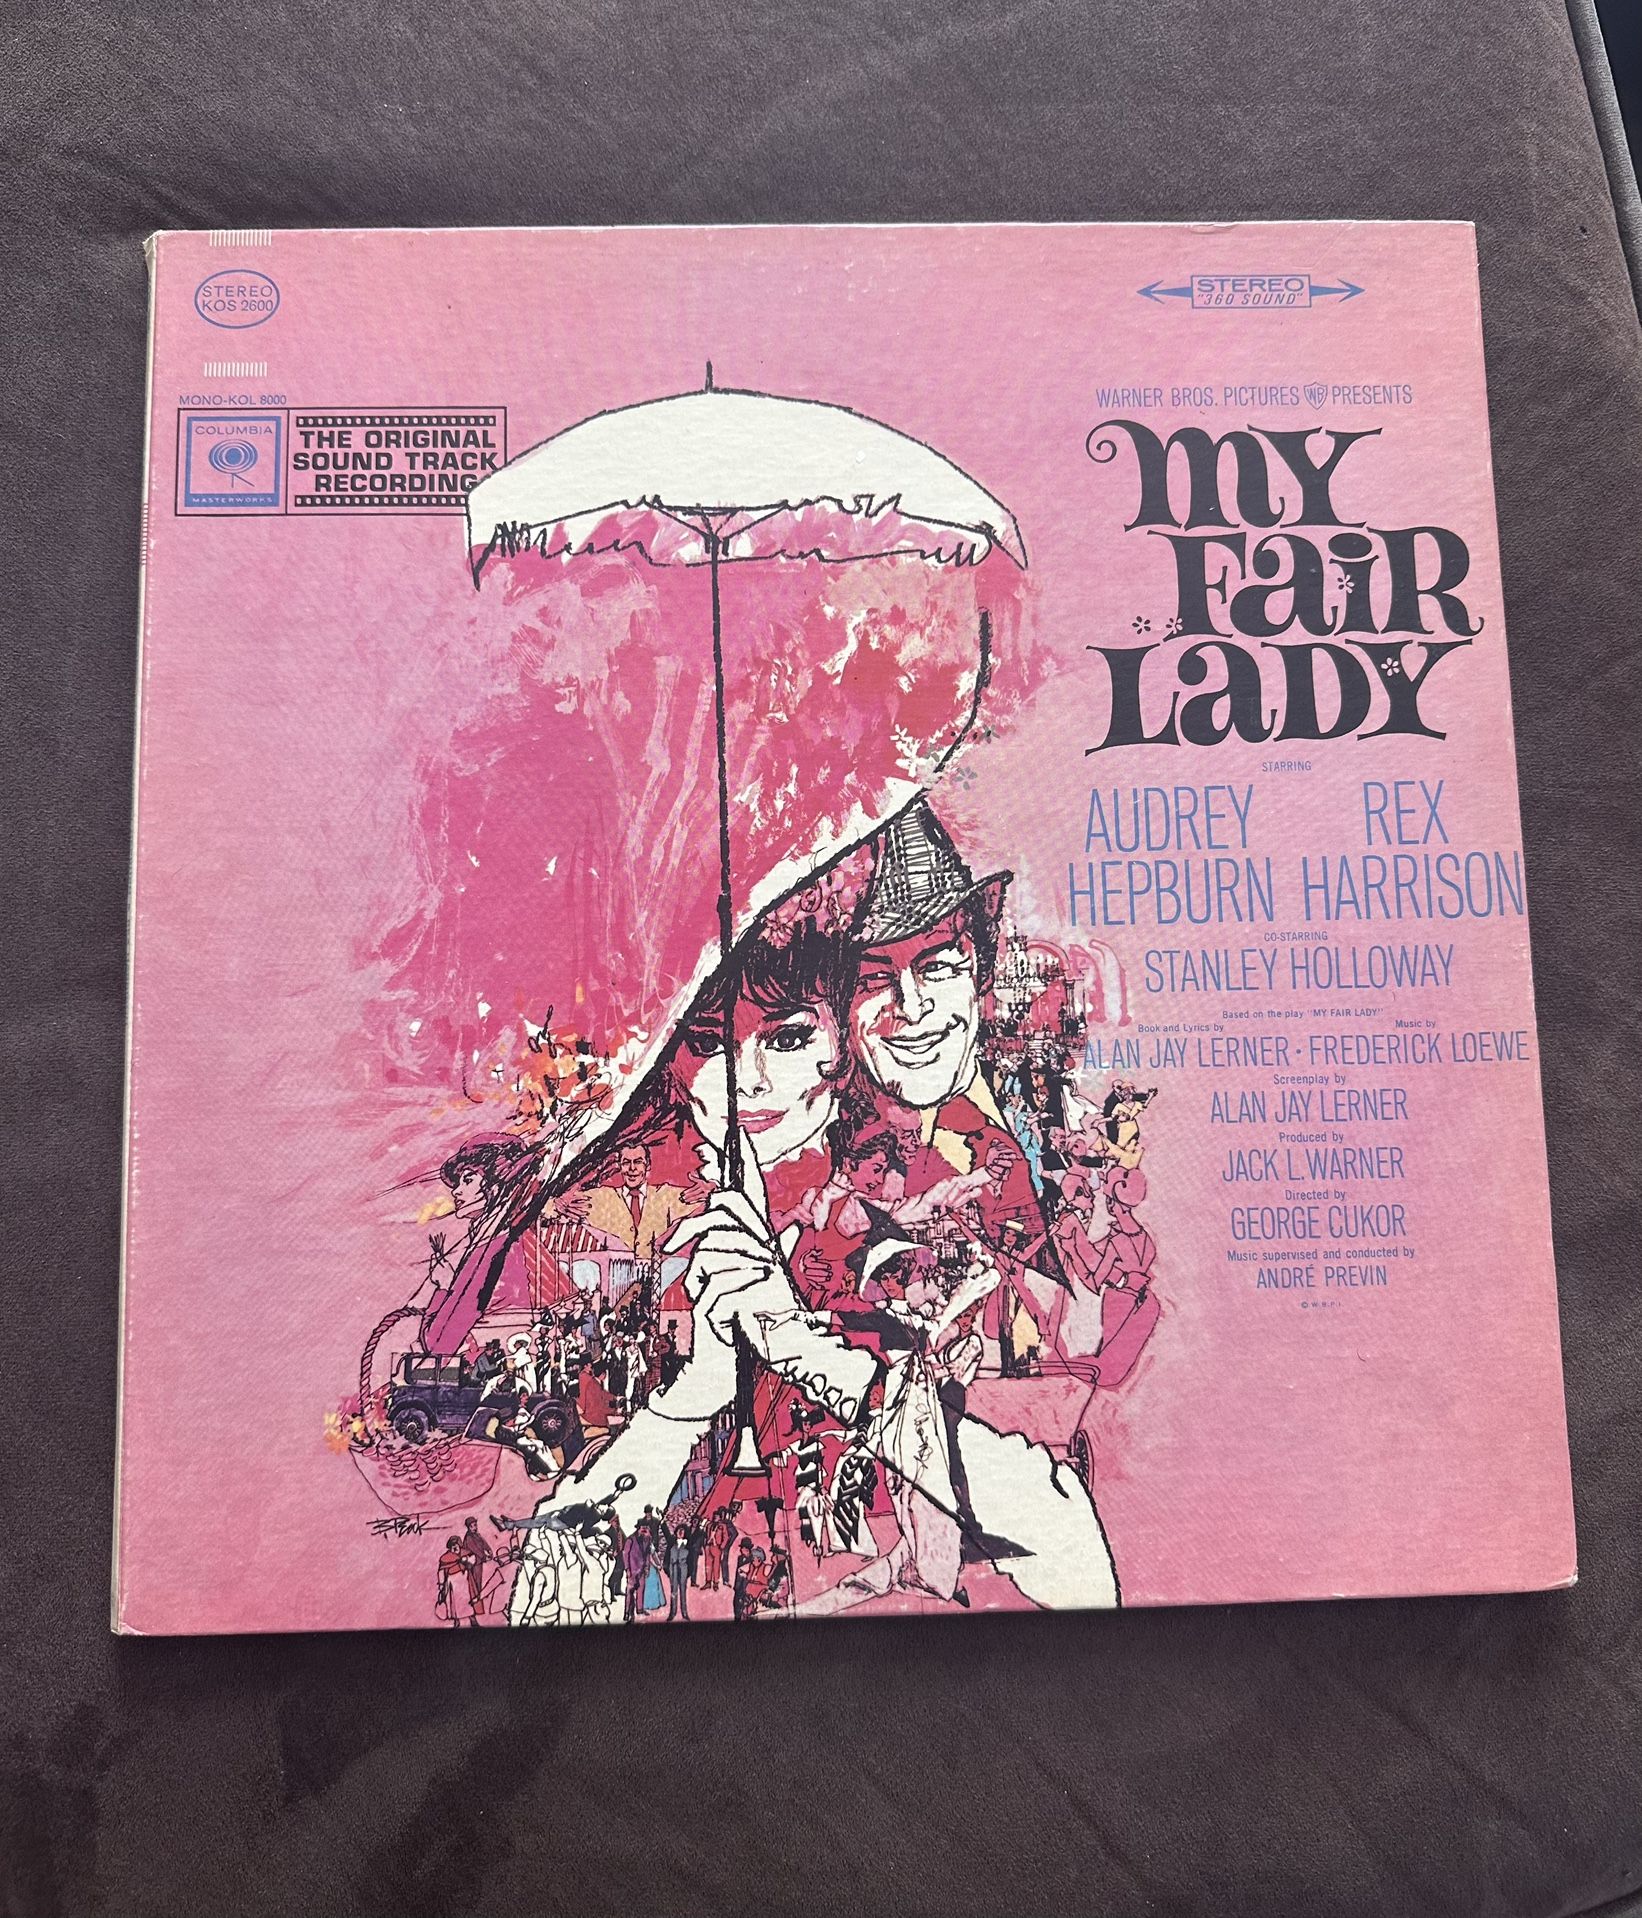 STEREO
KOS 2600
STEREO
"360 SOUND"
MONO-KOL 8000
COLUMBIA
MASTERWORKS
THE ORIGINAL
SOUND TRACK
RECORDING
WARNER BROS. PICTURES WB PRESENTS
MY
FAIR
LADY
STARRING
AUDREY HEPBURN
REX HARRISON
CO-STARRING
STANLEY HOLLOWAY
Based on the play "MY FAIR LADY"
Book and Lyrics by Music by
ALAN JAY LERNER • FREDERICK LOEWE
Screenplay by
ALAN JAY LERNER
Produced by
JACK L. WARNER
Directed by
GEORGE CUKOR
Music supervised and conducted by
ANDRÉ PREVIN
© W.B.P.I.
B Peak